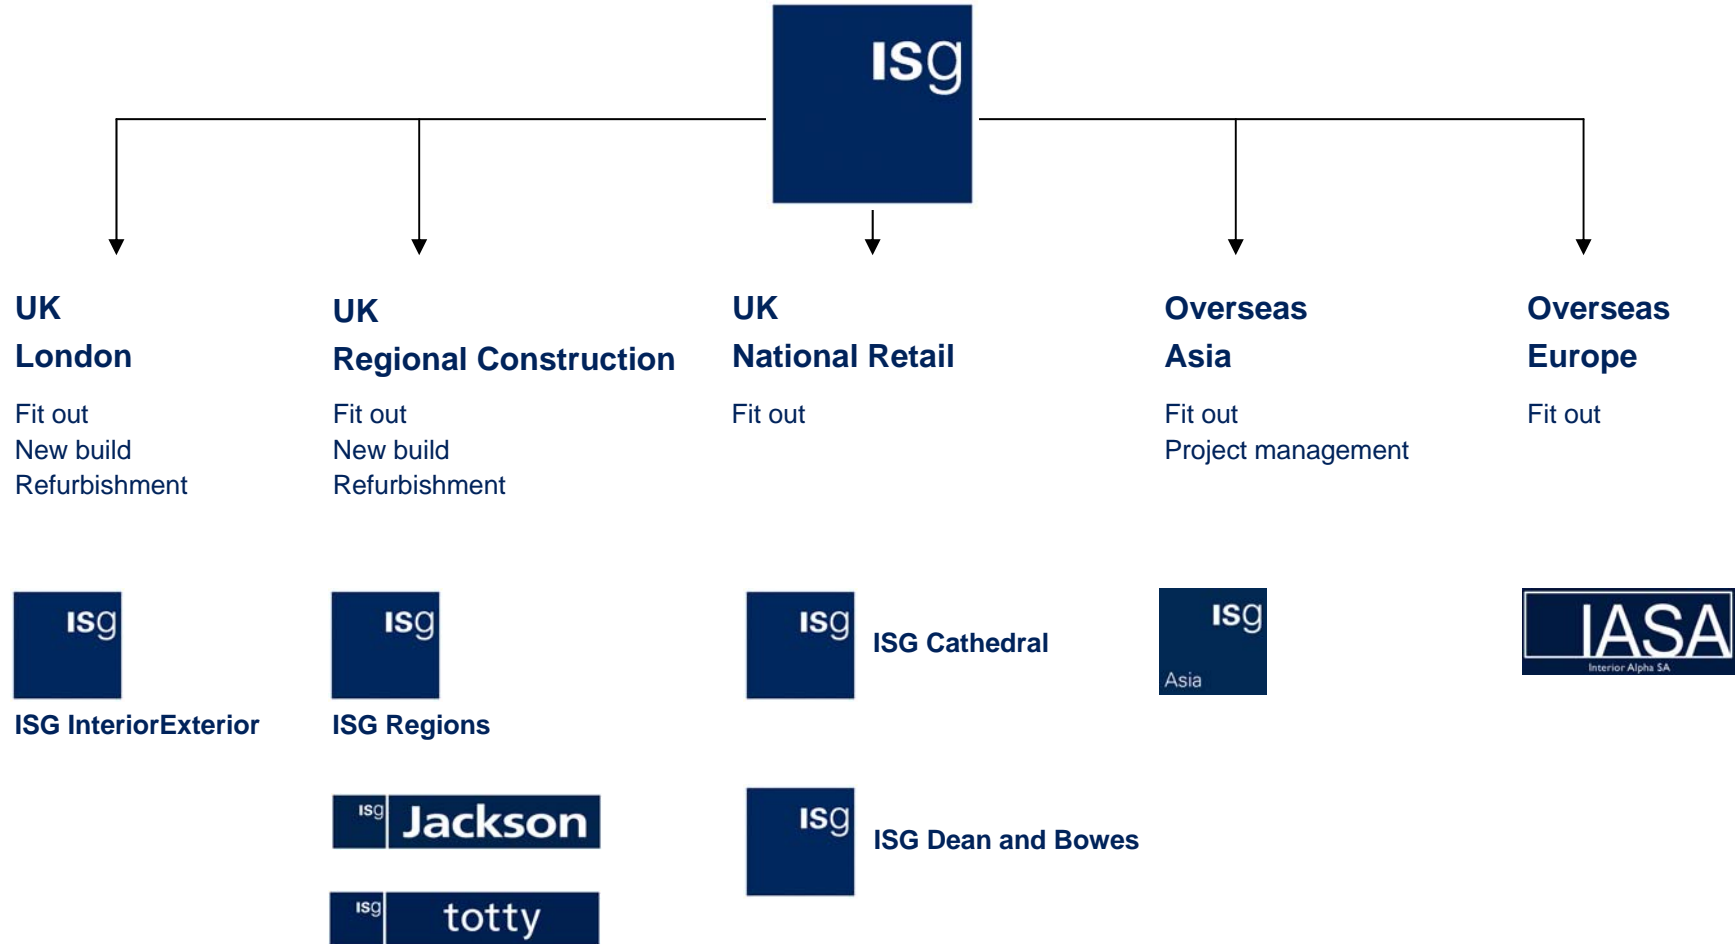 ISg
UK
London
Fit out
New build
Refurbishment
ISg
ISG InteriorExterior
UK
Regional Construction
Fit out
New build
Refurbishment
ISg
ISG Regions
ISg Jackson
ISg totty
UK
National Retail
Fit out
ISg
ISG Cathedral
ISg
ISG Dean and Bowes
Overseas
Asia
Fit out
Project management
ISg
Asia
Overseas
Europe
Fit out
IASA
Interior Alpha SA